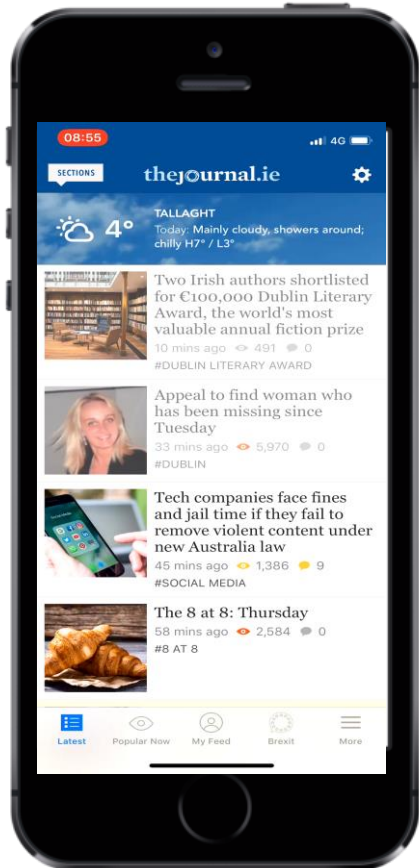 08:55
4G
SECTIONS
thejournal.ie
4°
TALLAGHT
Today: Mainly cloudy, showers around;
chilly H7° / L3°
Two Irish authors shortlisted
for €100,000 Dublin Literary
Award, the world's most
valuable annual fiction prize
10 mins ago 491 0
#DUBLIN LITERARY AWARD
Appeal to find woman who
has been missing since
Tuesday
33 mins ago 5,970 0
#DUBLIN
Tech companies face fines
and jail time if they fail to
remove violent content under
new Australia law
45 mins ago 1,386 9
#SOCIAL MEDIA
The 8 at 8: Thursday
58 mins ago 2,584 0
#8 AT 8
Latest
Popular Now
My Feed
Brexit
More